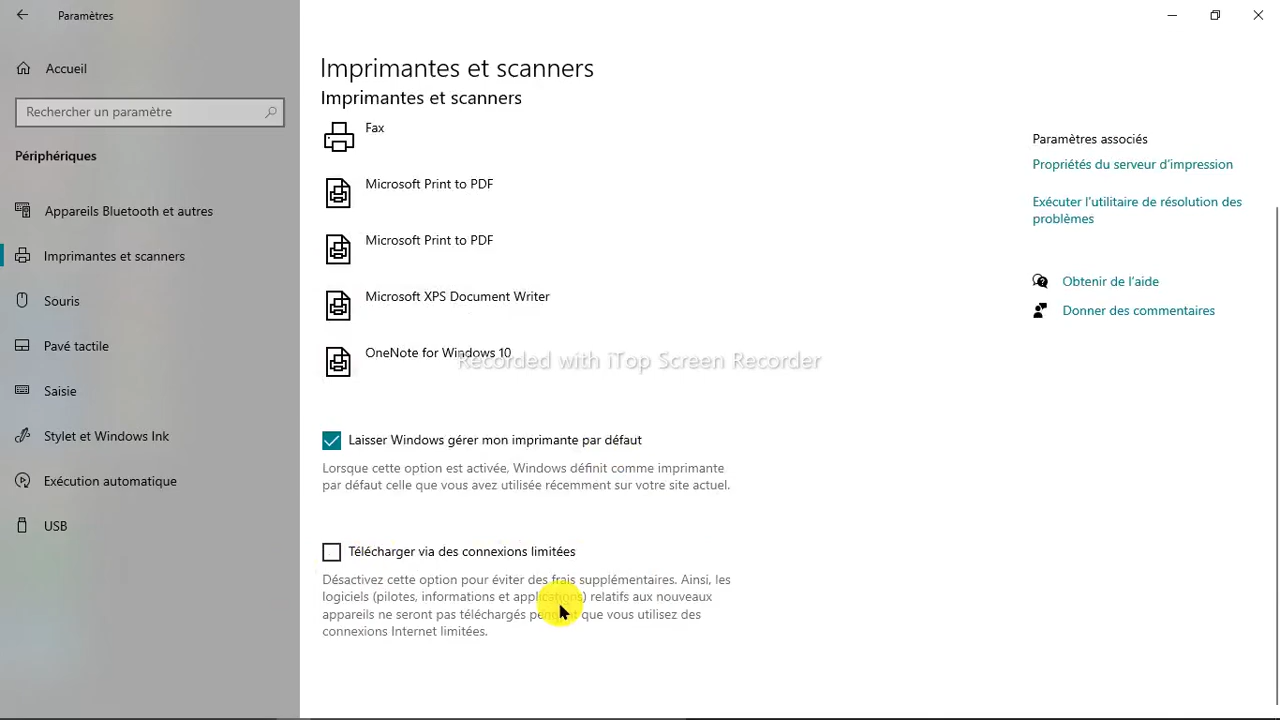 Paramètres
Accueil
Rechercher un paramètre
Périphériques
Appareils Bluetooth et autres
Imprimantes et scanners
Souris
Pavé tactile
Saisie
Stylet et Windows Ink
Exécution automatique
USB
Imprimantes et scanners
Imprimantes et scanners
Fax
Microsoft Print to PDF
Microsoft Print to PDF
Microsoft XPS Document Writer
OneNote for Windows 10
Recorded with iTop Screen Recorder
Laisser Windows gérer mon imprimante par défaut
Lorsque cette option est activée, Windows définit comme imprimante
par défaut celle que vous avez utilisée récemment sur votre site actuel.
Télécharger via des connexions limitées
Désactivez cette option pour éviter des frais supplémentaires. Ainsi, les
logiciels (pilotes, informations et applications) relatifs aux nouveaux
appareils ne seront pas téléchargés pendant que vous utilisez des
connexions Internet limitées.
Paramètres associés
Propriétés du serveur d'impression
Exécuter l'utilitaire de résolution des
problèmes
Obtenir de l'aide
Donner des commentaires